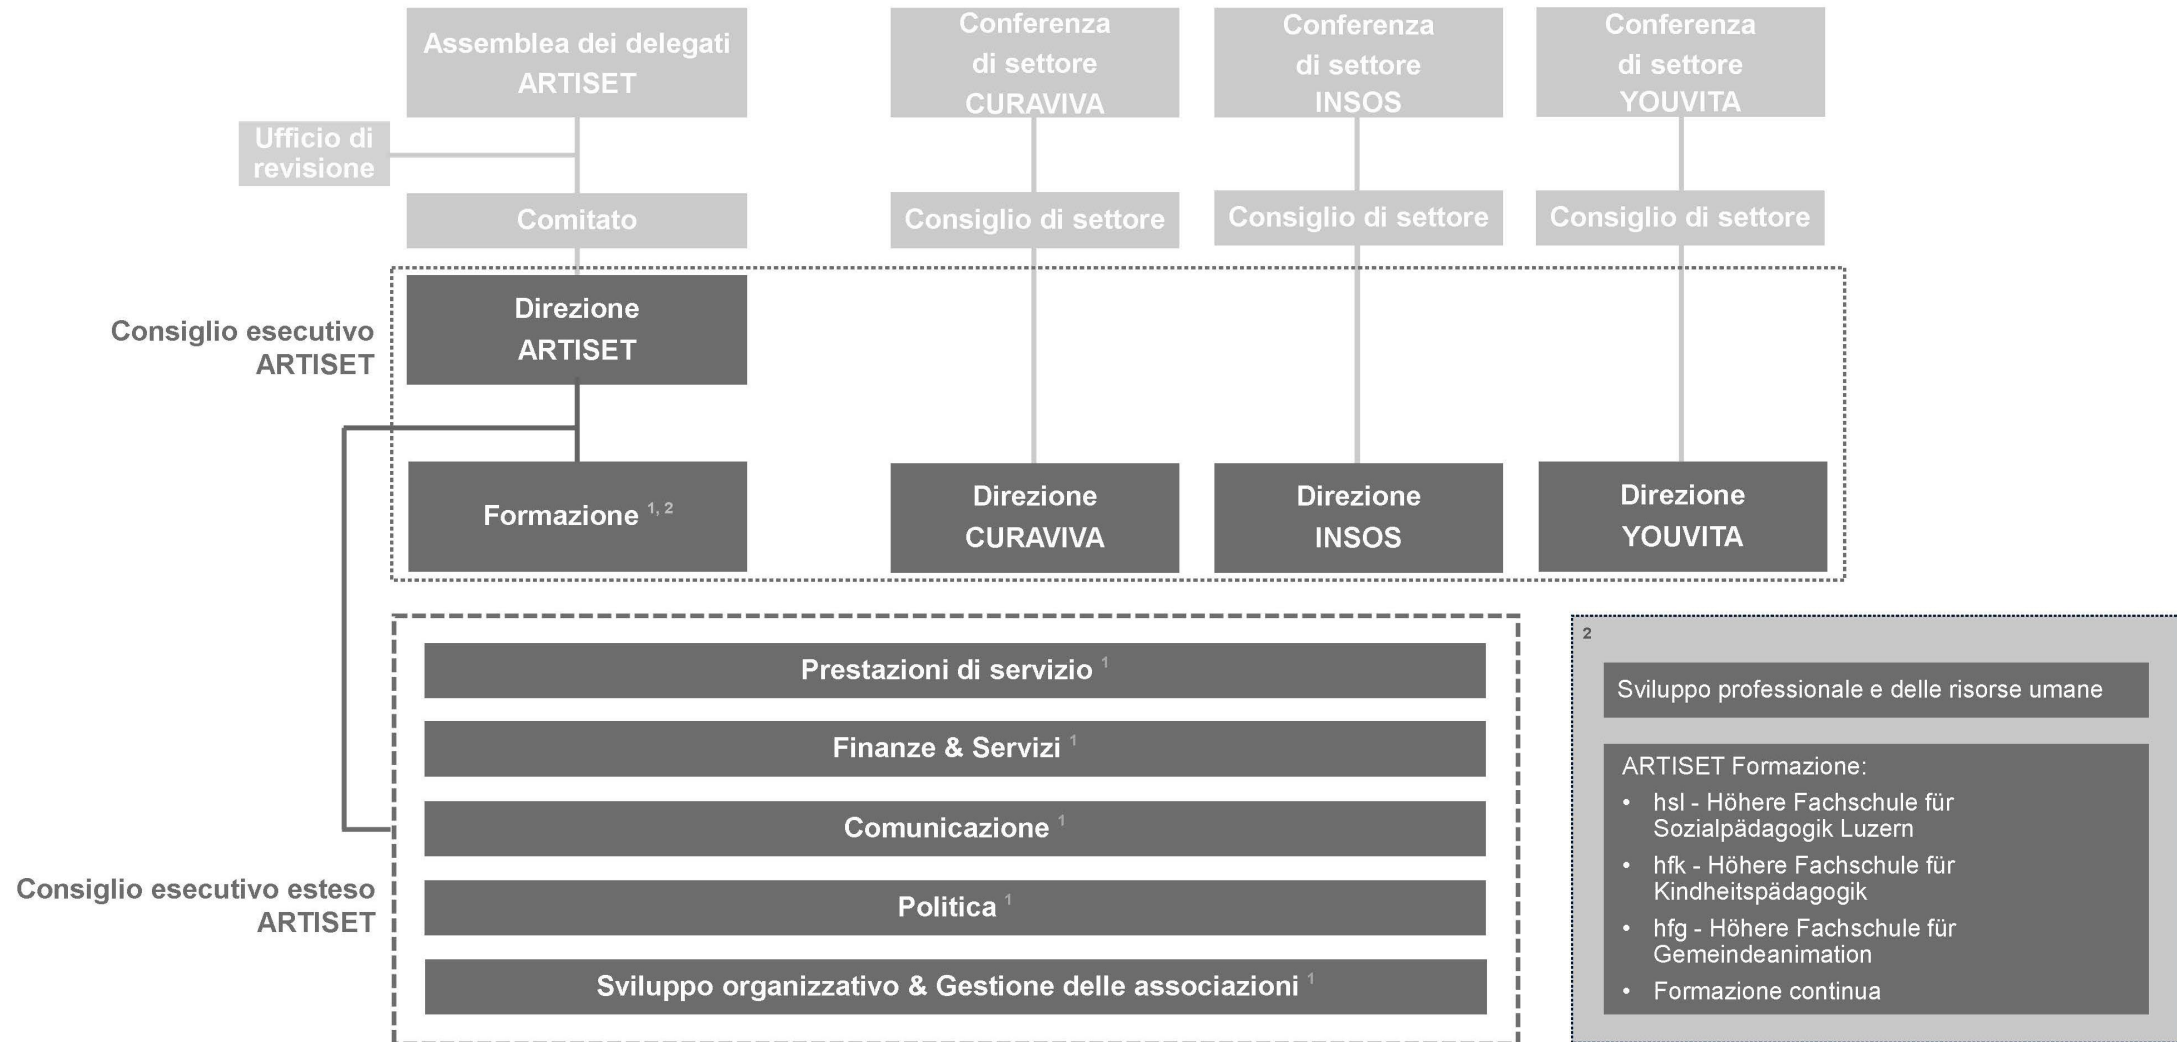 Assemblea dei delegati
ARTISET
Conferenza
di settore
CURAVIVA
Conferenza
di settore
INSOS
Conferenza
di settore
YOUVITA
Ufficio di
revisione
Comitato
Consiglio di settore
Consiglio di settore
Consiglio di settore
Consiglio esecutivo
ARTISET
Direzione
ARTISET
Formazione 1, 2
Direzione
CURAVIVA
Direzione
INSOS
Direzione
YOUVITA
Consiglio esecutivo esteso
ARTISET
Prestazioni di servizio 1
Finanze & Servizi 1
Comunicazione 1
Politica 1
Sviluppo organizzativo & Gestione delle associazioni 1
2
Sviluppo professionale e delle risorse umane
ARTISET Formazione:
• hsl - Höhere Fachschule für
Sozialpädagogik Luzern
• hfk - Höhere Fachschule für
Kindheitspädagogik
• hfg - Höhere Fachschule für
Gemeindeanimation
• Formazione continua